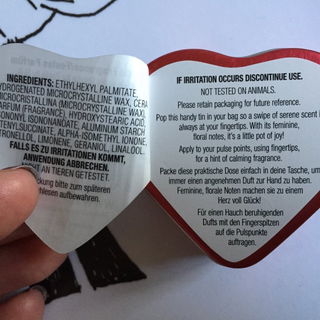 INGREDIENTS: ETHYLHEXYL PALMITATE,
HYDROGENATED MICROCRYSTALLINE WAX, CERA
MICROCRISTALLINA (MICROCRYSTALLINE WAX),
PARFUM (FRAGRANCE), HYDROXYSTEARIC ACID,
ISONONYL ISONONANOATE, ALUMINUM STARCH
OCTENYLSUCCINATE, ALPHA-ISOMETHYL IONONE,
CITRONELLOL, LIMONENE, GERANIOL, LINALOOL.
FALLS ES ZU IRRITATIONEN KOMMT,
ANWENDUNG ABBRECHEN.
AN TIEREN GETESTET.
bitte zum späteren
aufbewahren.
IF IRRITATION OCCURS DISCONTINUE USE.
NOT TESTED ON ANIMALS.
Please retain packaging for future reference.
Pop this handy tin in your bag so a swipe of serene scent is
always at your fingertips. With its feminine,
floral notes, it's a little pot of joy!
Apply to your pulse points, using fingertips,
for a hint of calming fragrance.
Packe diese praktische Dose einfach in deine Tasche, um
immer einen angenehmen Duft zur Hand zu haben.
Feminine, florale Noten machen sie zu einem
Herz voll Glück!
Für einen Hauch beruhigenden
Dufts mit den Fingerspitzen
auf die Pulspunkte
auftragen.